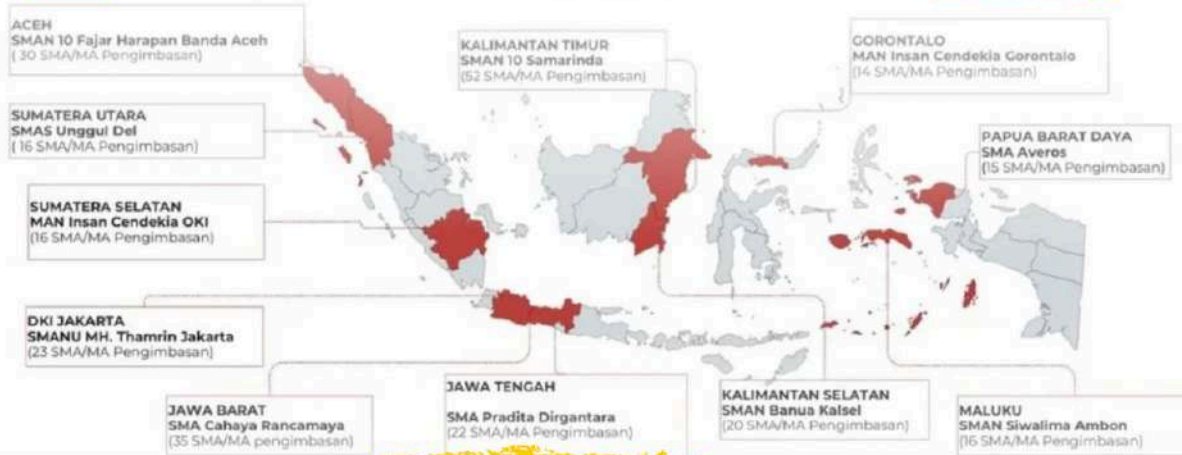 ACEH
SMAN 10 Fajar Harapan Banda Aceh
( 30 SMA/MA Pengimbasan)
KALIMANTAN TIMUR
SMAN 10 Samarinda
(52 SMA/MA Pengimbasan)
GORONTALO
MAN Insan Cendekia Gorontalo
(14 SMA/MA Pengimbasan)
SUMATERA UTARA
SMAS Unggul Del
( 16 SMA/MA Pengimbasan)
PAPUA BARAT DAYA
SMA Averos
(15 SMA/MA Pengimbasan)
SUMATERA SELATAN
MAN Insan Cendekia OKI
(16 SMA/MA Pengimbasan)
DKI JAKARTA
SMANU MH. Thamrin Jakarta
(23 SMA/MA Pengimbasan)
JAWA BARAT
SMA Cahaya Rancamaya
(35 SMA/MA pengimbasan)
JAWA TENGAH
SMA Pradita Dirgantara
(22 SMA/MA Pengimbasan)
KALIMANTAN SELATAN
SMAN Banua Kalsel
(20 SMA/MA Pengimbasan)
MALUKU
SMAN Siwalima Ambon
(16 SMA/MA Pengimbasan)